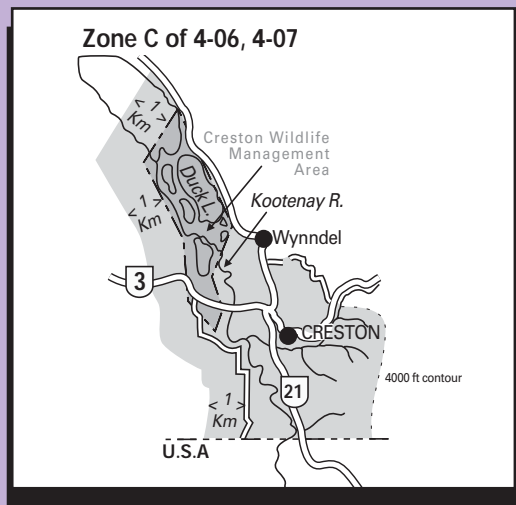 Zone C of 4-06, 4-07
< 1 >
Km
Creston Wildlife
Management
Area
Duck L.
Kootenay R.
< 1 >
Km
Wynndel
3
CRESTON
4000 ft contour
21
< 1 >
Km
U.S.A